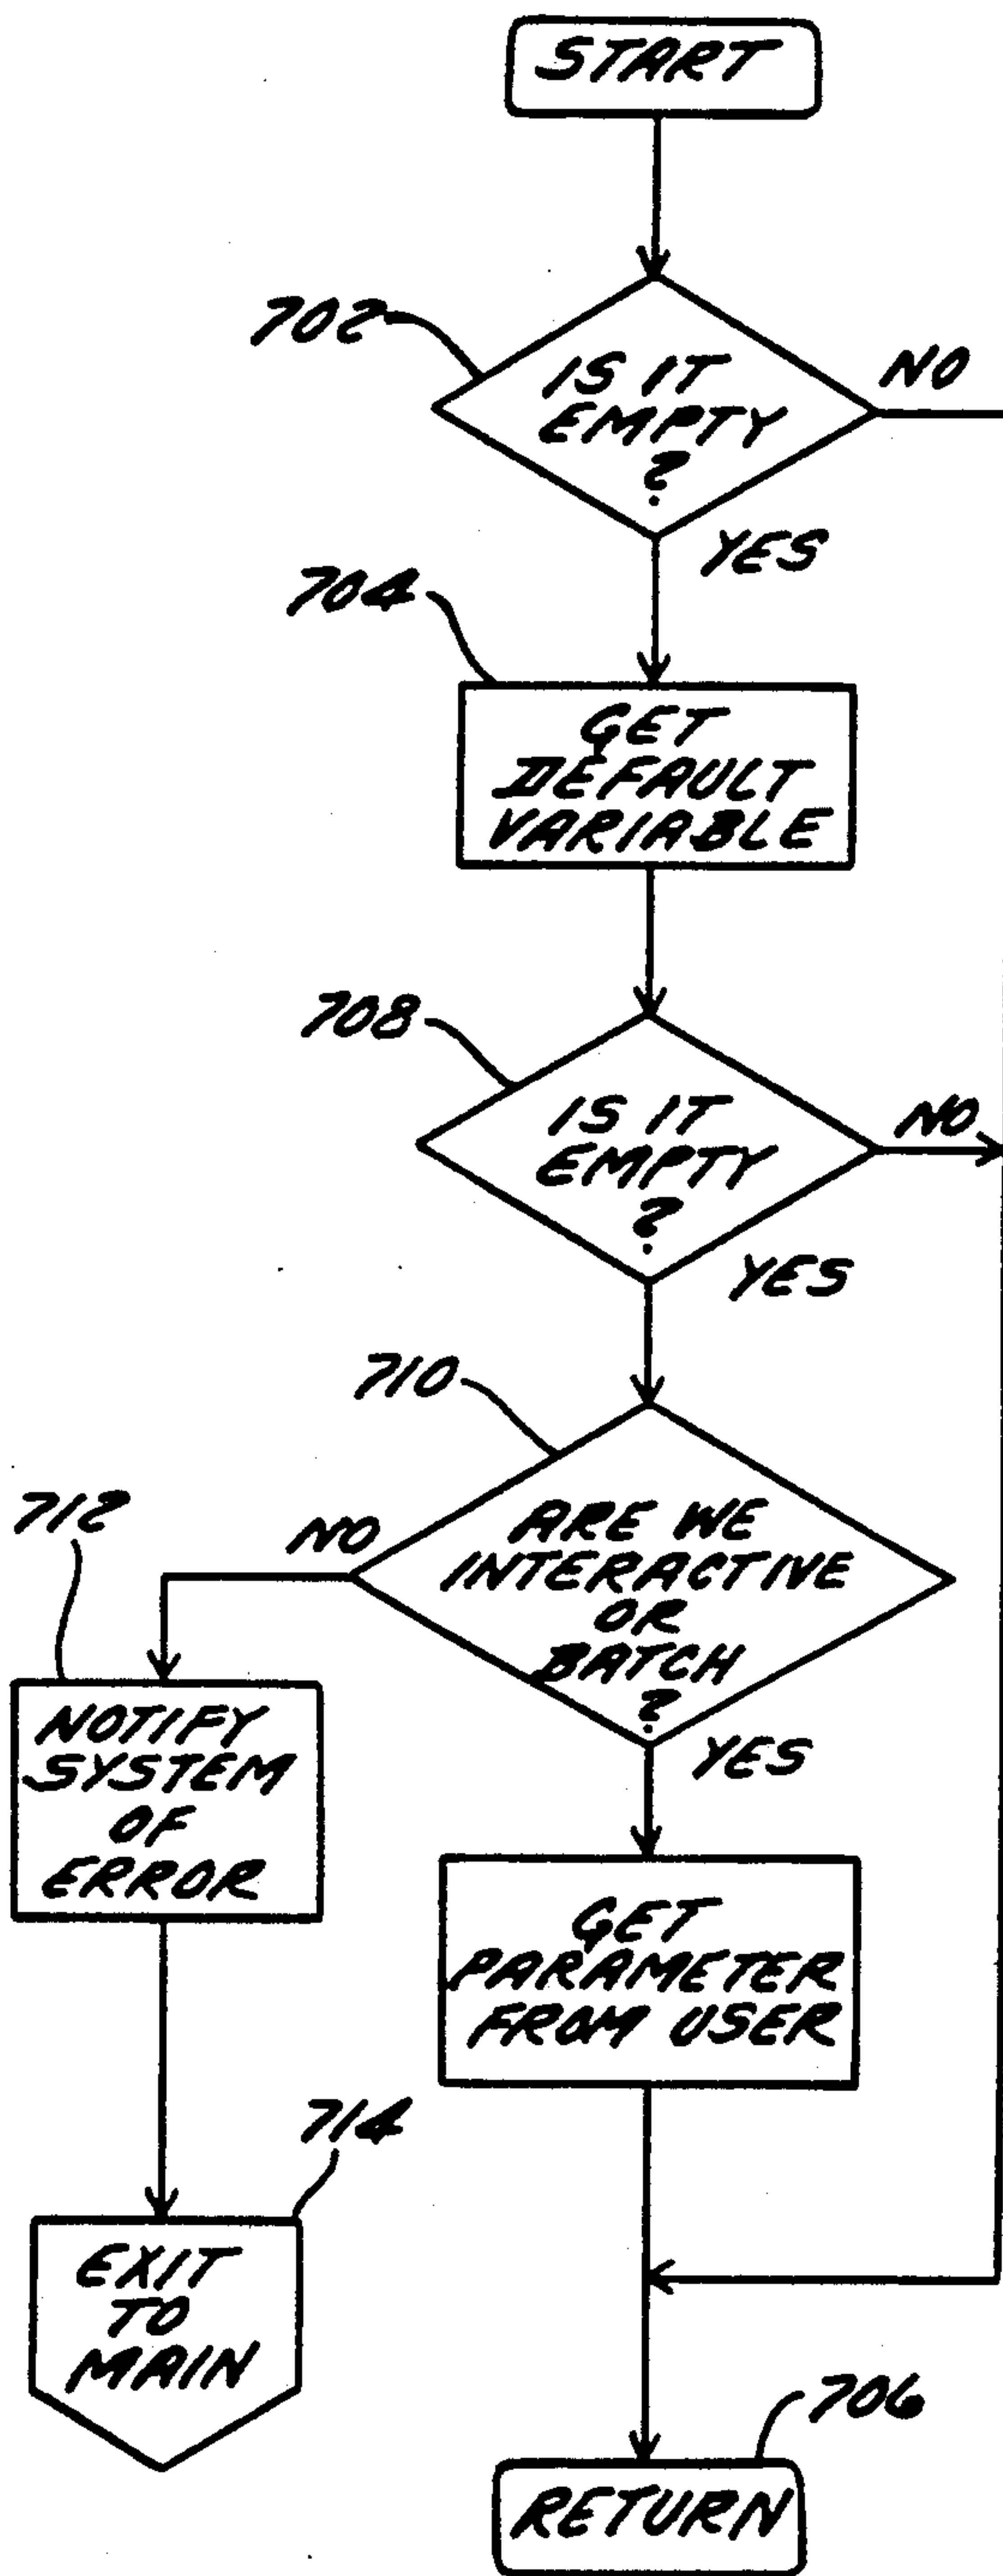 START
702
IS IT
EMPTY
?
NO
YES
704
GET
DEFAULT
VARIABLE
708
IS IT
EMPTY
?
NO
YES
710
ARE WE
INTERACTIVE
OR
BATCH
?
NO
YES
712
NOTIFY
SYSTEM
OF
ERROR
GET
PARAMETER
FROM USER
714
EXIT
TO
MAIN
706
RETURN